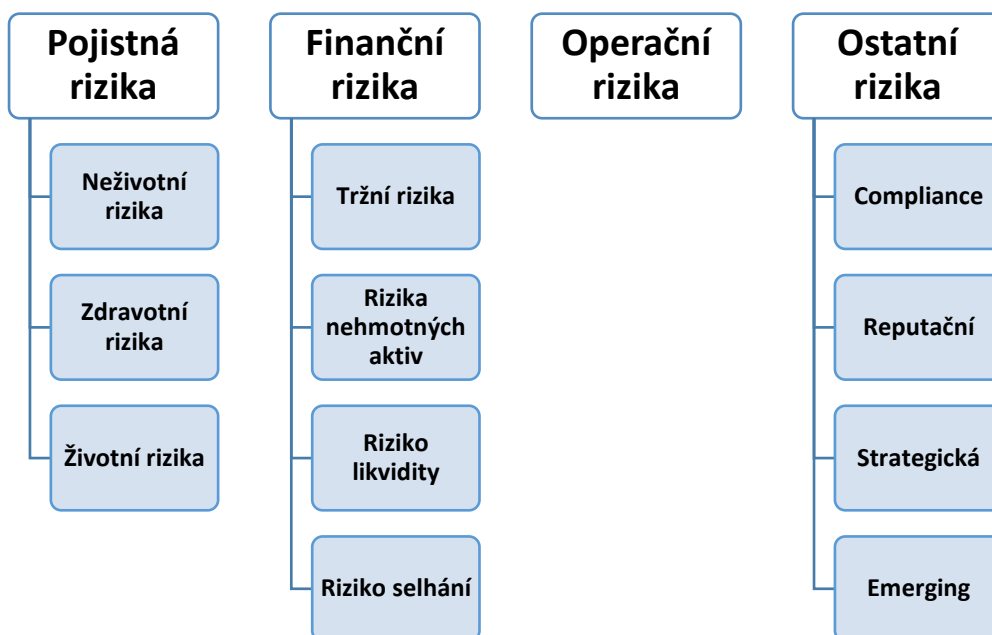 Pojistná
rizika
Neživotní
rizika
Zdravotní
rizika
Životní rizika
Finanční
rizika
Tržní rizika
Rizika
nehmotných
aktiv
Riziko
likvidity
Riziko selhání
Operační
rizika
Ostatní
rizika
Compliance
Reputační
Strategická
Emerging